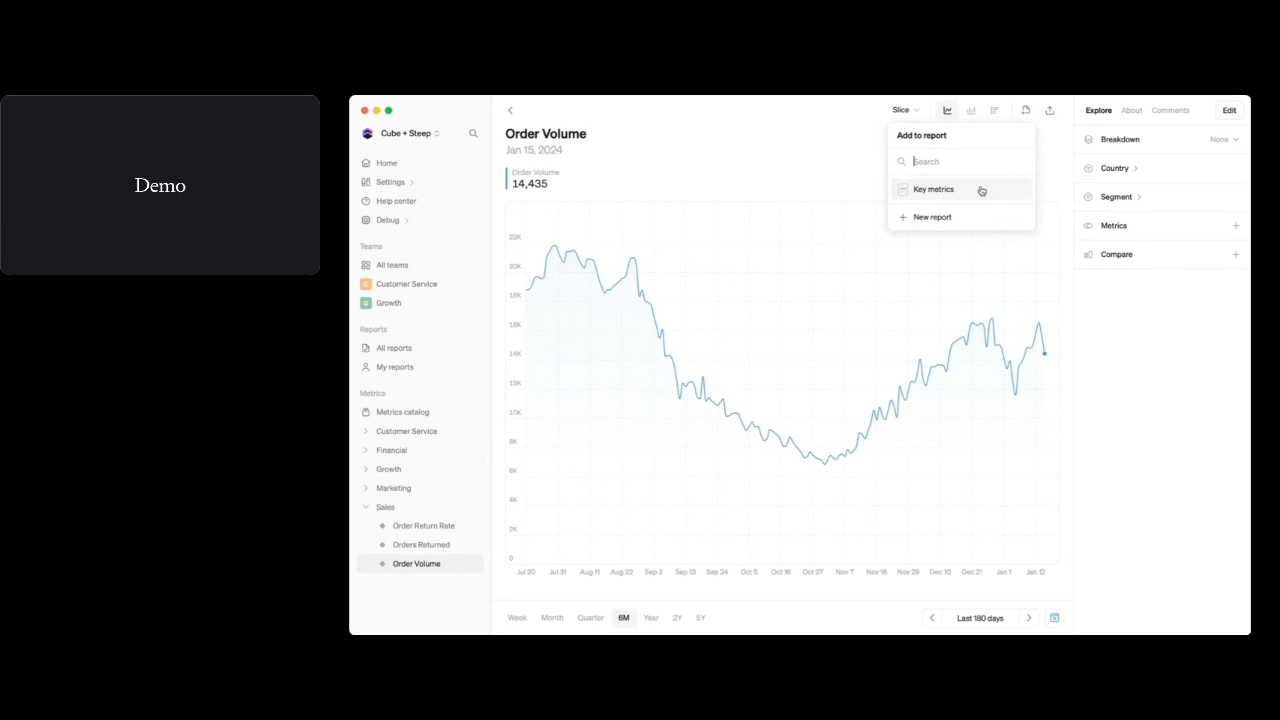 Demo
Cube + Steep
Home
Settings
Help center
Debug
Teams
All teams
C Customer Service
G Growth
Reports
All reports
My reports
Metrics
Metrics catalog
Customer Service
Financial
Growth
Marketing
Sales
Order Return Rate
Orders Returned
Order Volume
Slice
Order Volume
Jan 15, 2024
Order Volume
14,435
Add to report
Search
Key metrics
New report
22K
20K
18K
16K
14K
12K
10K
8K
6K
4K
2K
0
Jul 20 Jul 31 Aug 11 Aug 22 Sep 2 Sep 13 Sep 24 Oct 5 Oct 16 Oct 27 Nov 7 Nov 18 Nov 29 Dec 10 Dec 21 Jan 1 Jan 12
Week Month Quarter 6M Year 2Y 5Y
Last 180 days
Explore About Comments Edit
Breakdown None
Country
Segment
Metrics
Compare